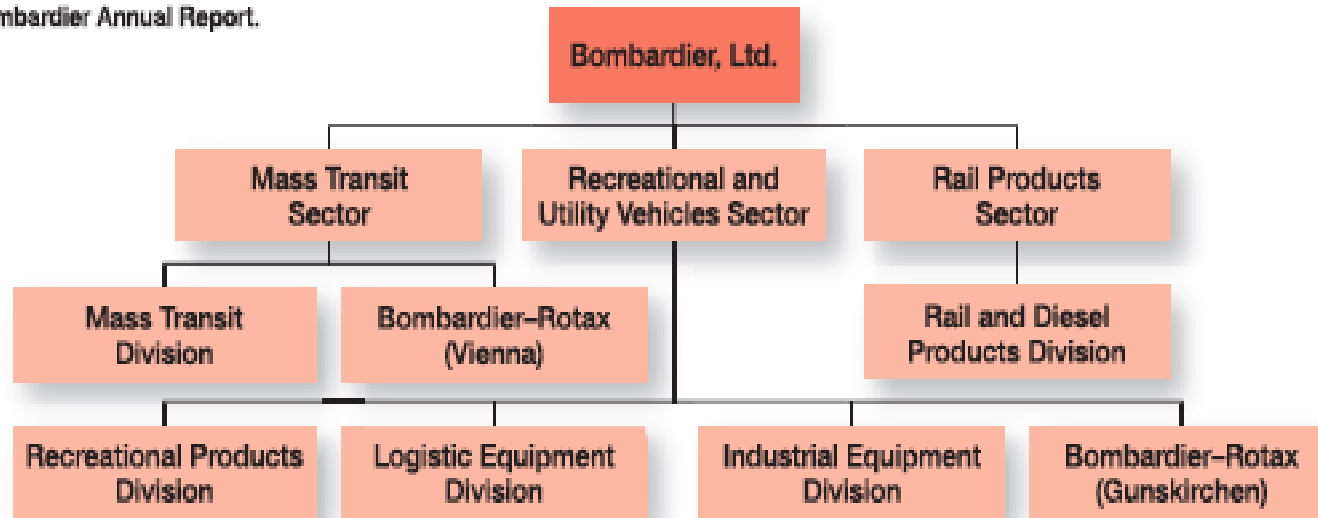 Annual Report.
Bombardier, Ltd.
Mass Transit
Sector
Recreational and
Utility Vehicles Sector
Rail Products
Sector
Mass Transit
Division
Bombardier–Rotax
(Vienna)
Rail and Diesel
Products Division
Recreational Products
Division
Logistic Equipment
Division
Industrial Equipment
Division
Bombardier–Rotax
(Gunskirchen)